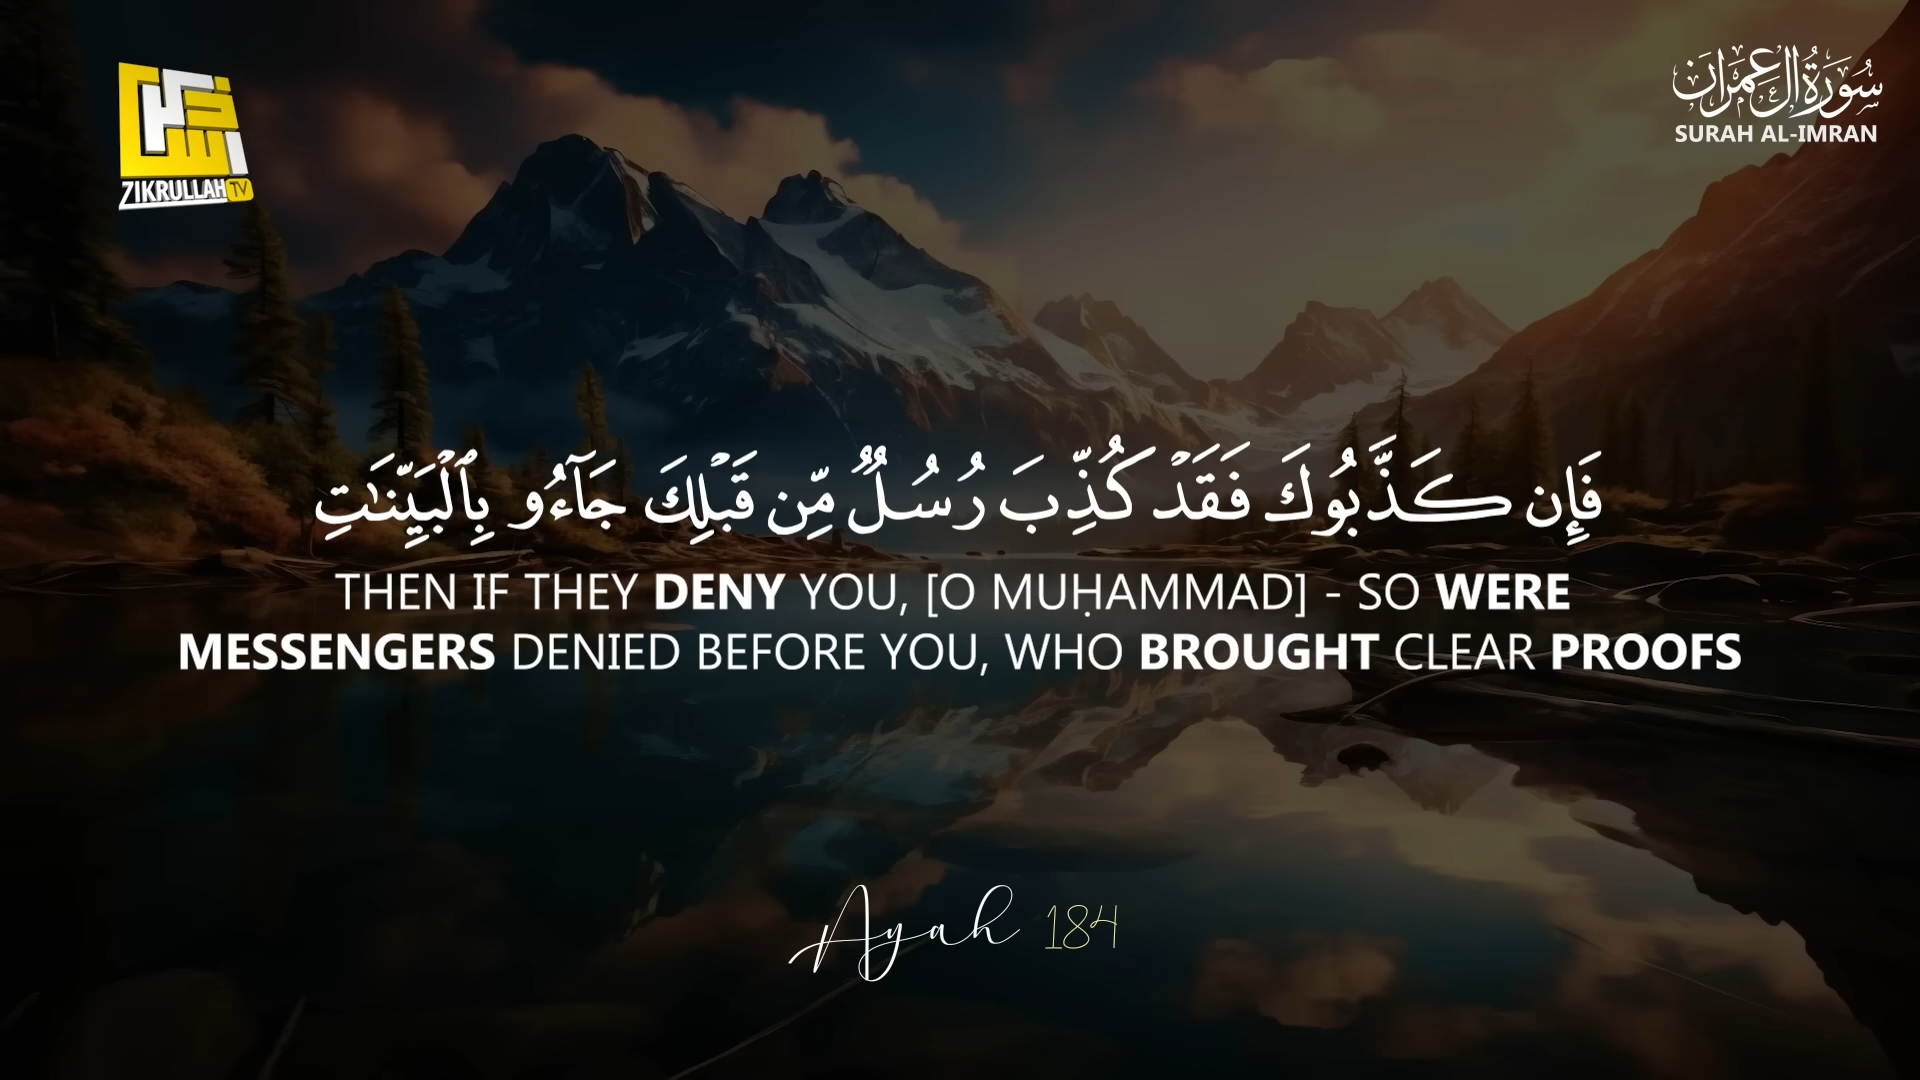 ZIKRULLAH TV
سُورَةُ آلِ عِمْرَان
SURAH AL-IMRAN
فَإِن كَذَّبُوكَ فَقَدْ كُذِّبَ رُسُلٌ مِّن قَبْلِكَ جَآءُو بِٱلْبَيِّنَـٰتِ
THEN IF THEY DENY YOU, [O MUḤAMMAD] - SO WERE
MESSENGERS DENIED BEFORE YOU, WHO BROUGHT CLEAR PROOFS
Ayah 184